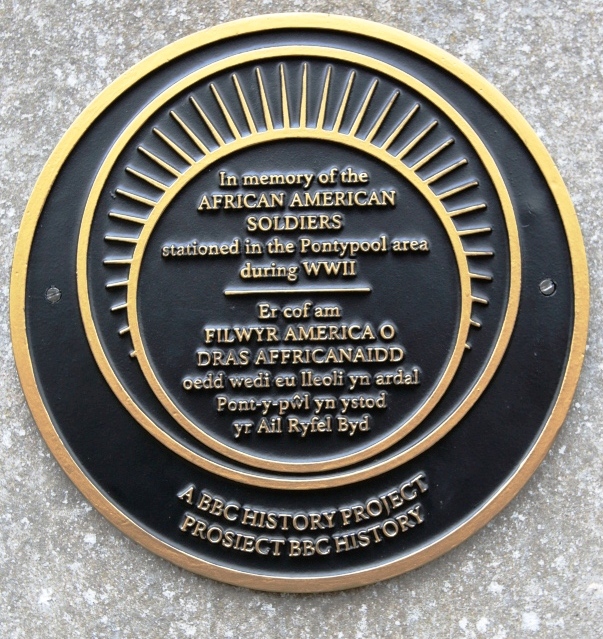 In memory of the
AFRICAN AMERICAN
SOLDIERS
stationed in the Pontypool area
during WWII
Er cof am
FILWYR AMERICA O
DRAS AFFRICANAIDD
oedd wedi eu lleoli yn ardal
Pont-y-pŵl yn ystod
yr Ail Ryfel Byd
A BBC HISTORY PROJECT
PROSIECT BBC HISTORY